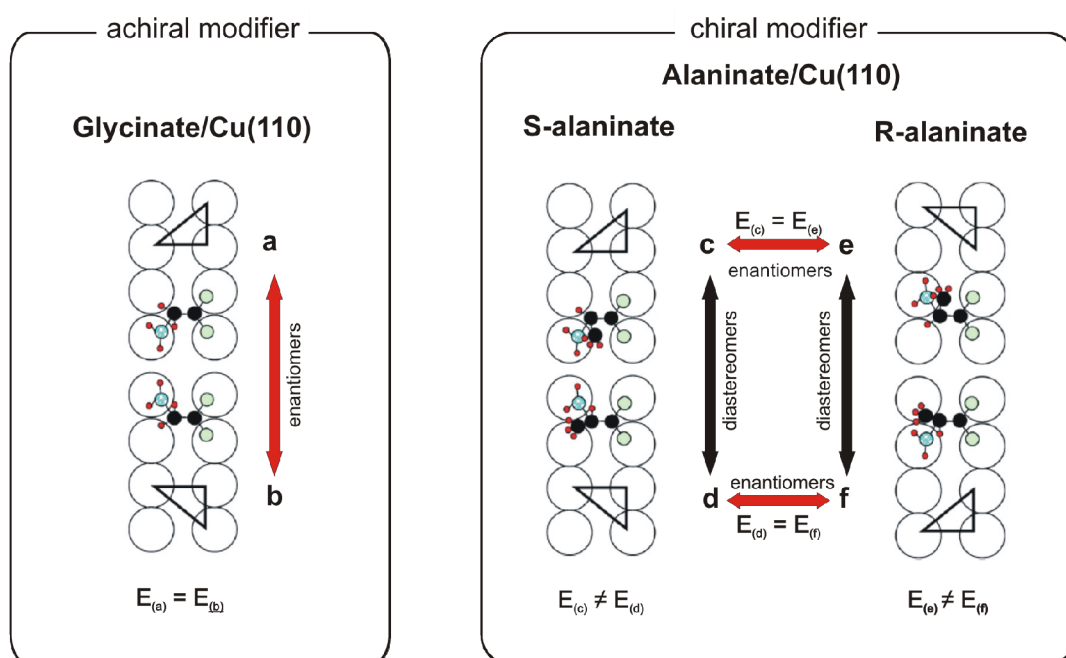 achiral modifier
Glycinate/Cu(110)
a
enantiomers
b
E(a) = E(b)
chiral modifier
Alaninate/Cu(110)
S-alaninate
R-alaninate
E(c) = E(e)
c
e
enantiomers
diastereomers
diastereomers
enantiomers
d
f
E(d) = E(f)
E(c) ≠ E(d)
E(e) ≠ E(f)